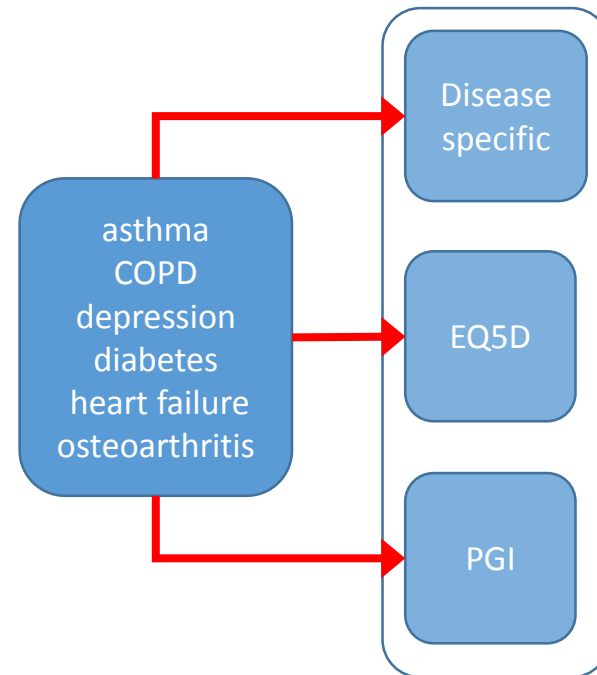 asthma
COPD
depression
diabetes
heart failure
osteoarthritis
Disease
specific
EQ5D
PGI